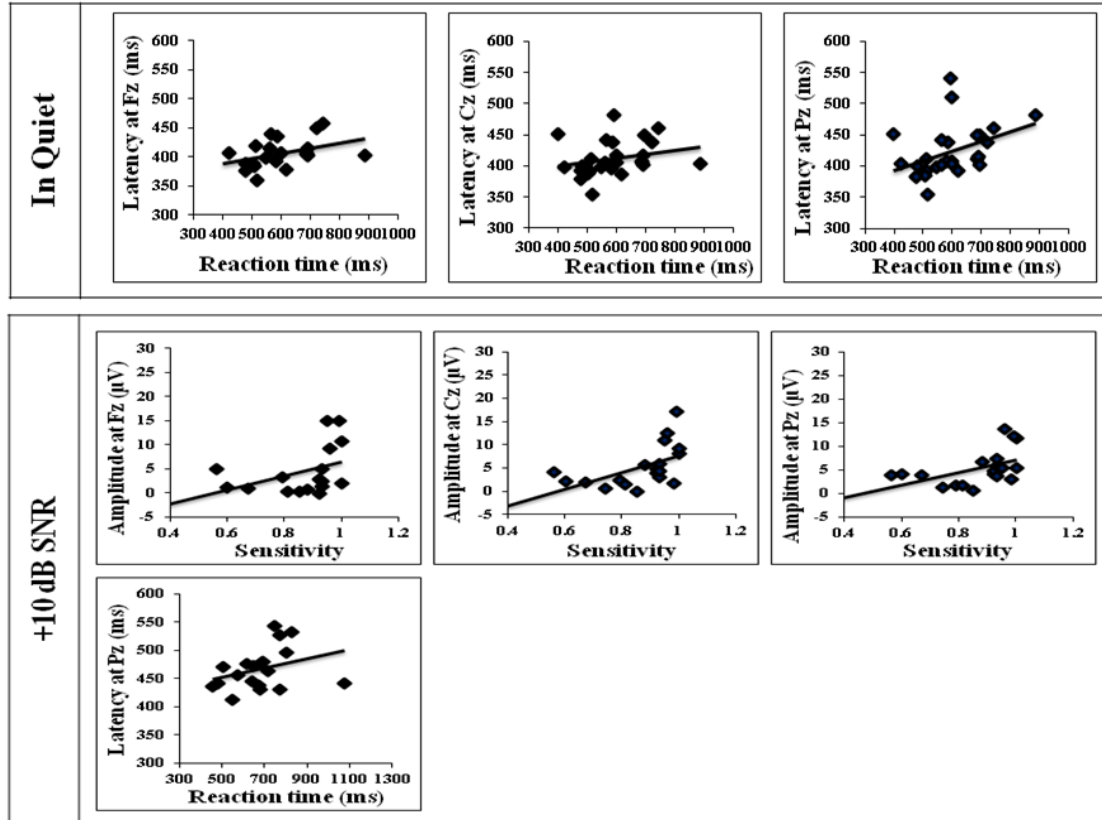 In Quiet
600
550
500
450
400
350
300
Latency at Fz (ms)
300 400 500 600 700 800 900 1000
Reaction time (ms)
600
550
500
450
400
350
300
Latency at Cz (ms)
300 400 500 600 700 800 900 1000
Reaction time (ms)
600
550
500
450
400
350
300
Latency at Pz (ms)
300 400 500 600 700 800 900 1000
Reaction time (ms)
+10 dB SNR
30
25
20
15
10
5
0
-5
Amplitude at Fz (µV)
0.4 0.6 0.8 1 1.2
Sensitivity
30
25
20
15
10
5
0
-5
Amplitude at Cz (µV)
0.4 0.6 0.8 1 1.2
Sensitivity
30
25
20
15
10
5
0
-5
Amplitude at Pz (µV)
0.4 0.6 0.8 1 1.2
Sensitivity
600
550
500
450
400
350
300
Latency at Pz (ms)
300 500 700 900 1100 1300
Reaction time (ms)